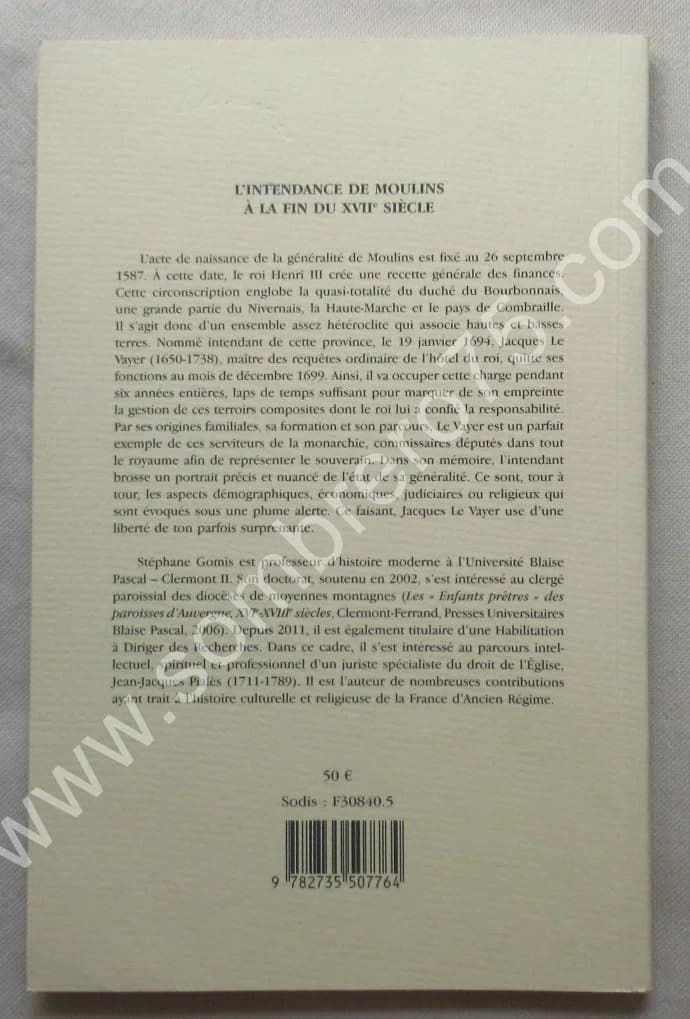 L'INTENDANCE DE MOULINS
À LA FIN DU XVIIe SIÈCLE
L'acte de naissance de la généralité de Moulins est fixé au 26 septembre
1587. À cette date, le roi Henri III crée une recette générale des finances.
Cette circonscription englobe la quasi-totalité du duché du Bourbonnais,
une grande partie du Nivernais, la Haute-Marche et le pays de Combraille.
Il s'agit donc d'un ensemble assez hétéroclite qui associe hautes et basses
terres. Nommé intendant de cette province, le 19 janvier 1694, Jacques Le
Vayer (1650-1738), maître des requêtes ordinaire de l'hôtel du roi, quitte ses
fonctions au mois de décembre 1699. Ainsi, il va occuper cette charge pendant
six années entières, laps de temps suffisant pour marquer de son empreinte
la gestion de ces terroirs composites dont le roi lui a confié la responsabilité.
Par ses origines familiales, sa formation et son parcours, Le Vayer est un parfait
exemple de ces serviteurs de la monarchie, commissaires députés dans tout
le royaume afin de représenter le souverain. Dans son mémoire, l'intendant
brosse un portrait précis et nuancé de l'état de sa généralité. Ce sont, tour à
tour, les aspects démographiques, économiques, judiciaires ou religieux qui
sont évoqués sous une plume alerte. Ce faisant, Jacques Le Vayer use d'une
liberté de ton parfois surprenante.
Stéphane Gomis est professeur d'histoire moderne à l'Université Blaise
Pascal – Clermont II. Son doctorat, soutenu en 2002, s'est intéressé au clergé
paroissial des diocèses de moyennes montagnes (Les « Enfants prêtres » des
paroisses d'Auvergne, XVIe-XVIIIe siècles, Clermont-Ferrand, Presses Universitaires
Blaise Pascal, 2006). Depuis 2011, il est également titulaire d'une Habilitation
à Diriger des Recherches. Dans ce cadre, il s'est intéressé au parcours intel-
lectuel, spirituel et professionnel d'un juriste spécialiste du droit de l'Église,
Jean-Jacques Piales (1711-1789). Il est l'auteur de nombreuses contributions
ayant trait à l'histoire culturelle et religieuse de la France d'Ancien Régime.
50 €
Sodis : F30840.5
9 782735 507764
www.sombrero75.com